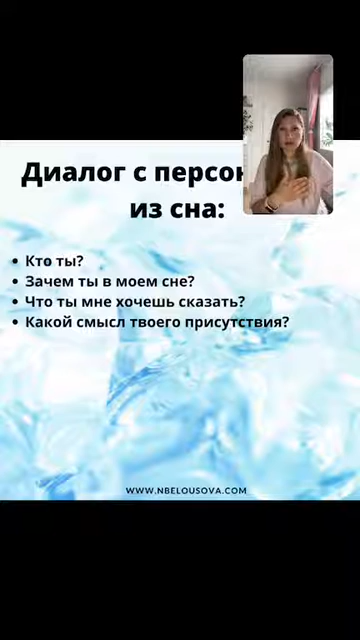 Диалог с
из сна:
• Кто ты?
• Зачем ты в моем сне?
• Что ты мне хочешь сказать?
• Какой смысл твоего присутствия?
WWW.NBELOUSOVA.COM